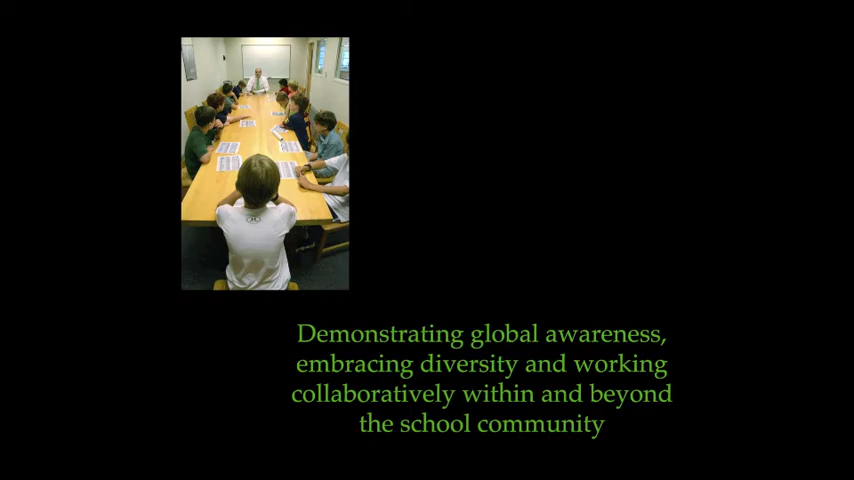 Demonstrating global awareness,
embracing diversity and working
collaboratively within and beyond
the school community